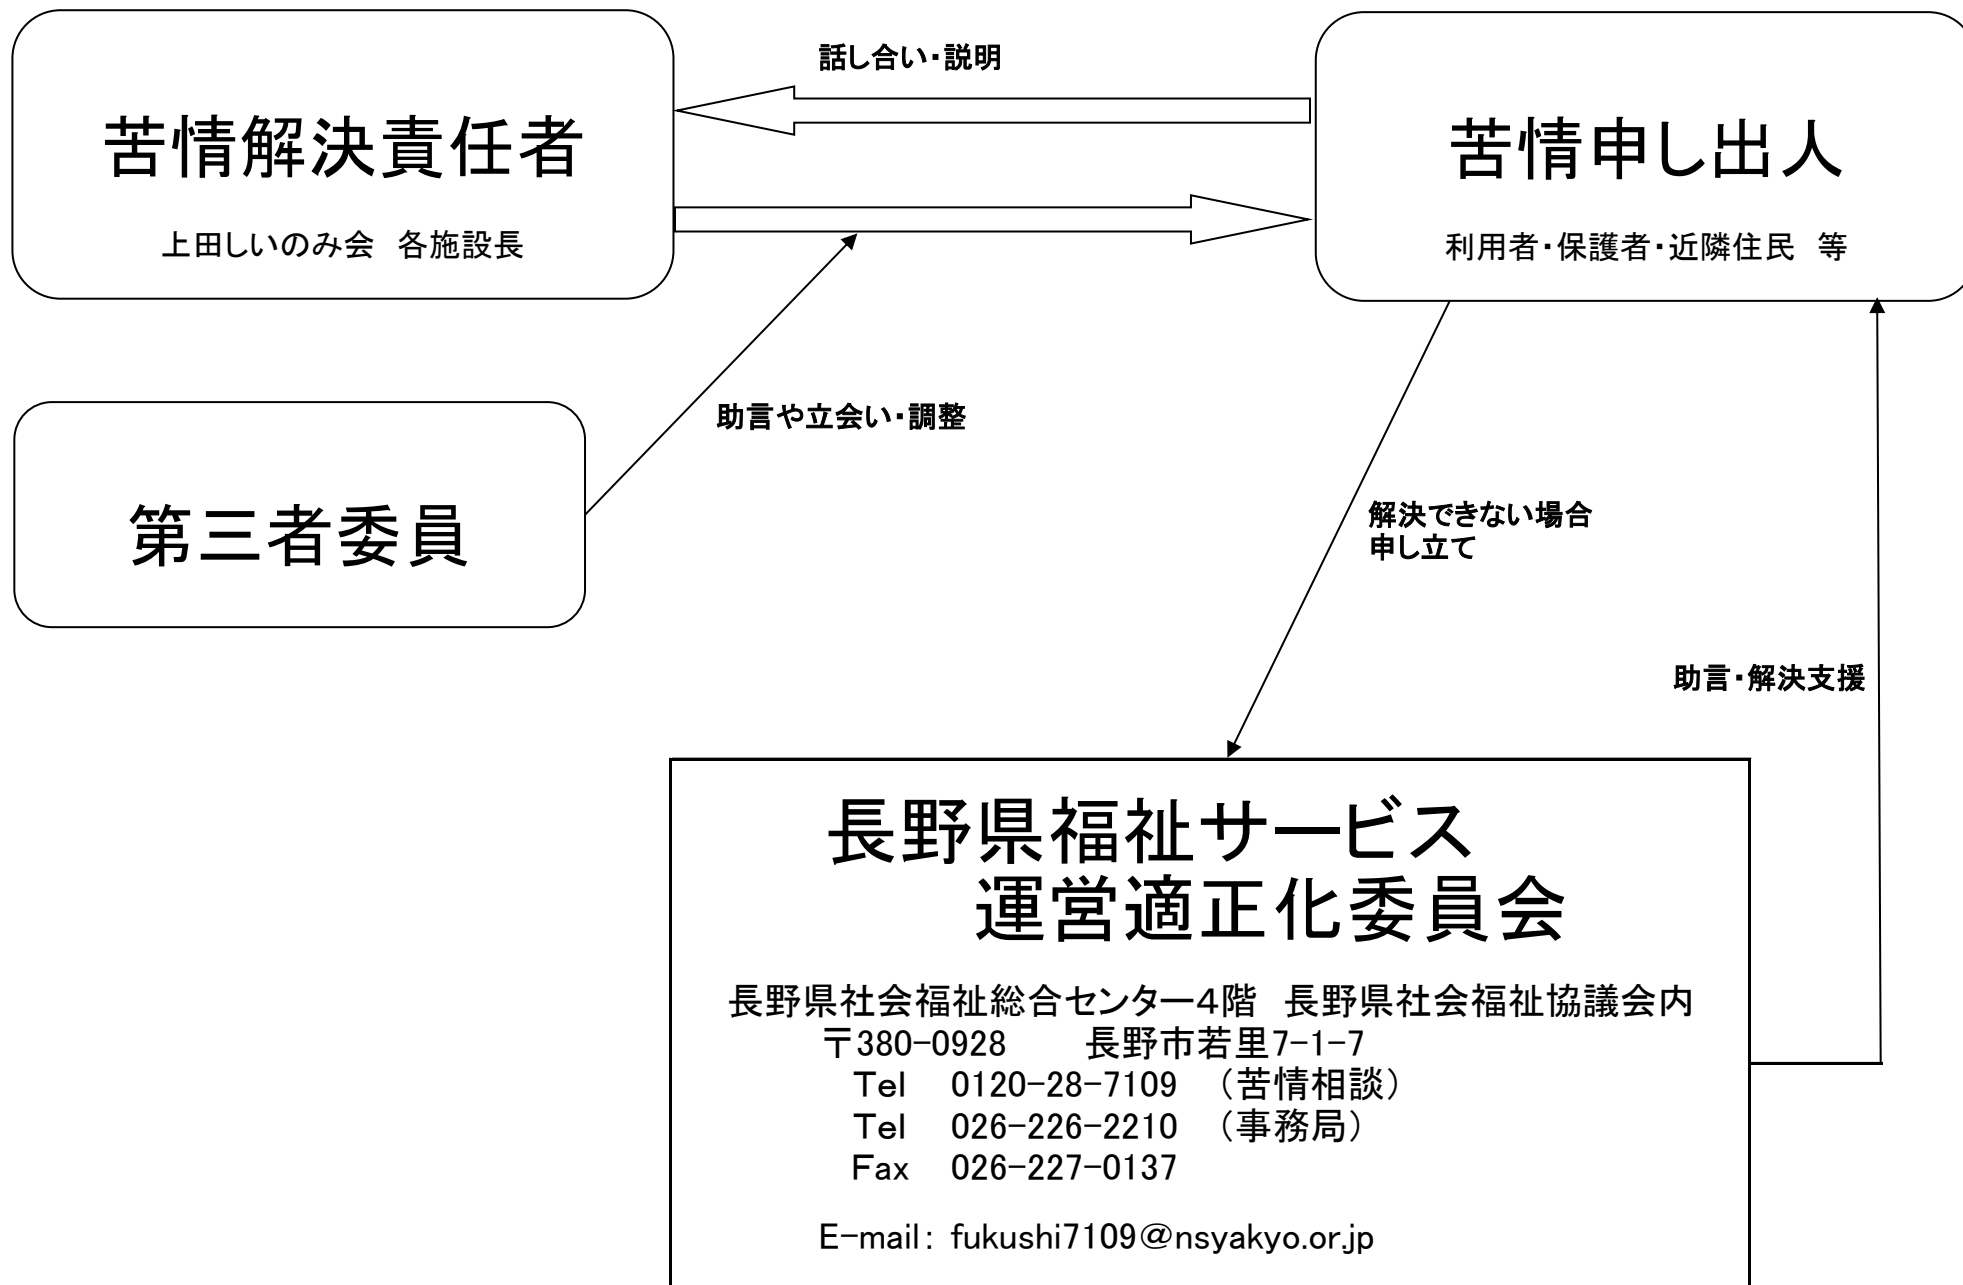 話し合い・説明
苦情解決責任者
上田しいのみ会　各施設長
苦情申し出人
利用者・保護者・近隣住民　等
助言や立会い・調整
第三者委員
解決できない場合
申し立て
助言・解決支援
長野県福祉サービス
運営適正化委員会
長野県社会福祉総合センター4階　長野県社会福祉協議会内
〒380-0928　　長野市若里7-1-7
Tel　0120-28-7109　（苦情相談）
Tel　026-226-2210　（事務局）
Fax　026-227-0137
E-mail： fukushi7109＠nsyakyo.or.jp